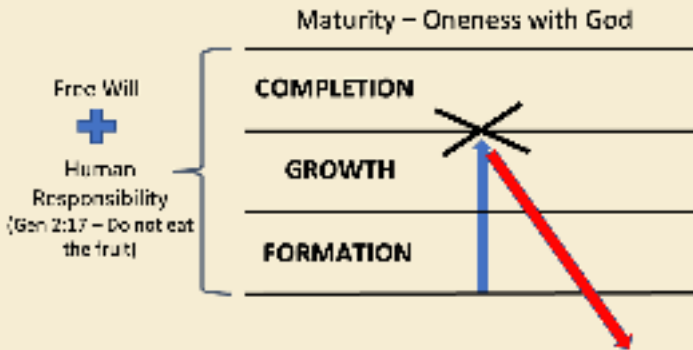 Maturity – Oneness with God
Free Will
Human
Responsibility
(Gen 2:17 – Do not eat
the fruit)
COMPLETION
GROWTH
FORMATION